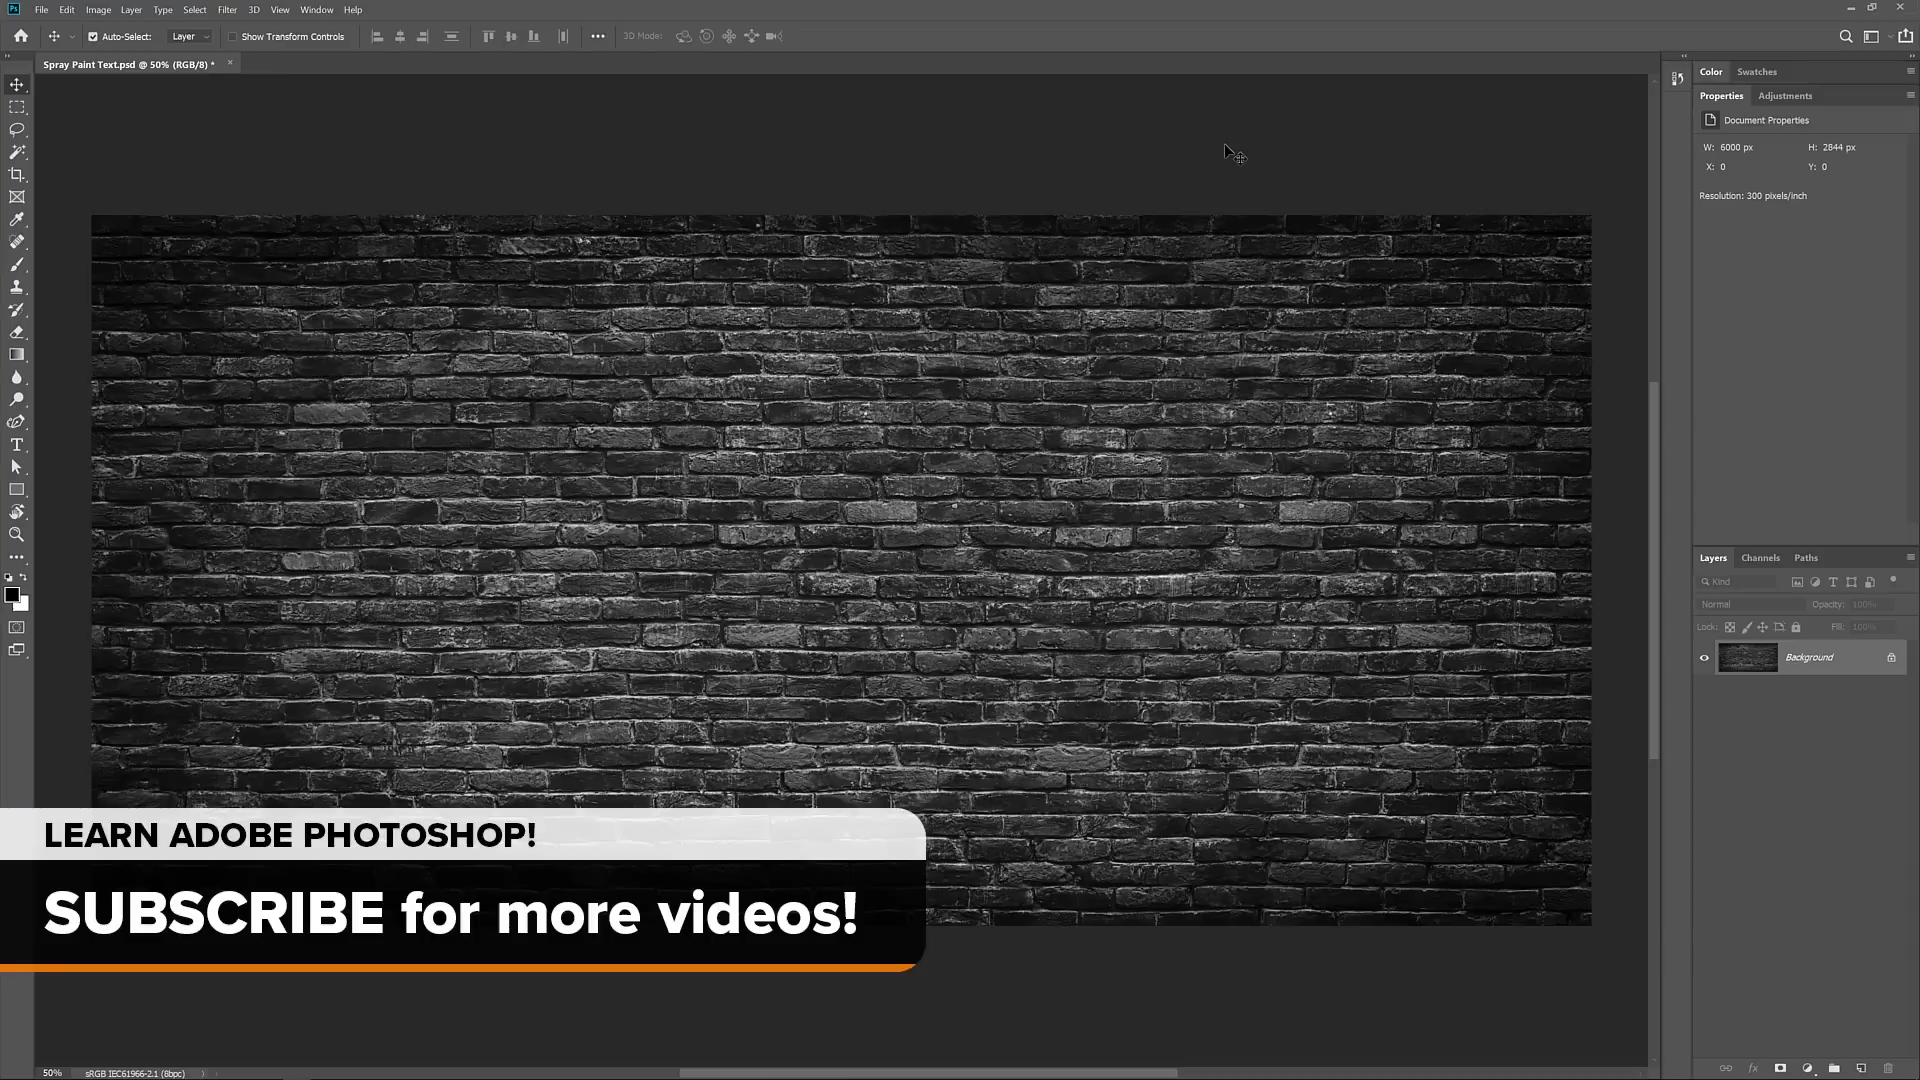 Ps File Edit Image Layer Type Select Filter 3D View Window Help
Auto-Select: Layer Show Transform Controls 3D Mode:
Spray Paint Text.psd @ 50% (RGB/8) *
Color Swatches
Properties Adjustments
Document Properties
W: 6000 px H: 2844 px
X: 0 Y: 0
Resolution: 300 pixels/inch
Layers Channels Paths
Kind
Normal Opacity: 100%
Lock: Fill: 100%
Background
LEARN ADOBE PHOTOSHOP!
SUBSCRIBE for more videos!
50% sRGB IEC61966-2.1 (8bpc)